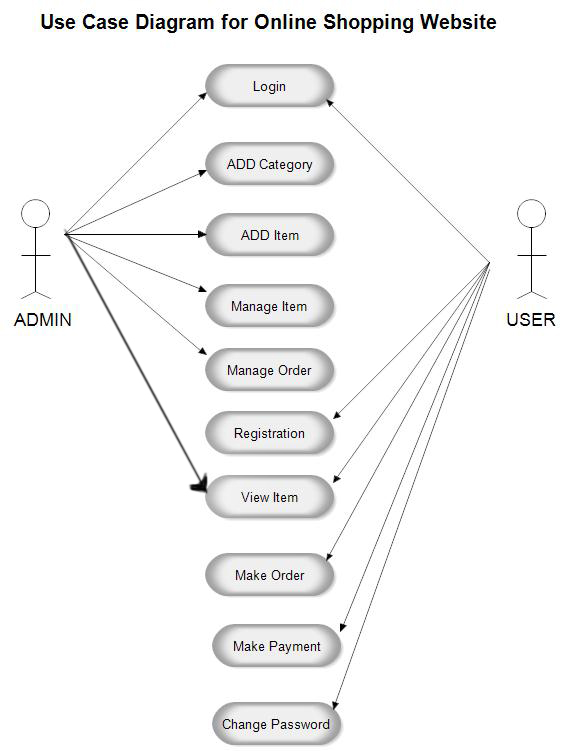 Use Case Diagram for Online Shopping Website
Login
ADD Category
ADD Item
Manage Item
ADMIN
USER
Manage Order
Registration
View Item
Make Order
Make Payment
Change Password